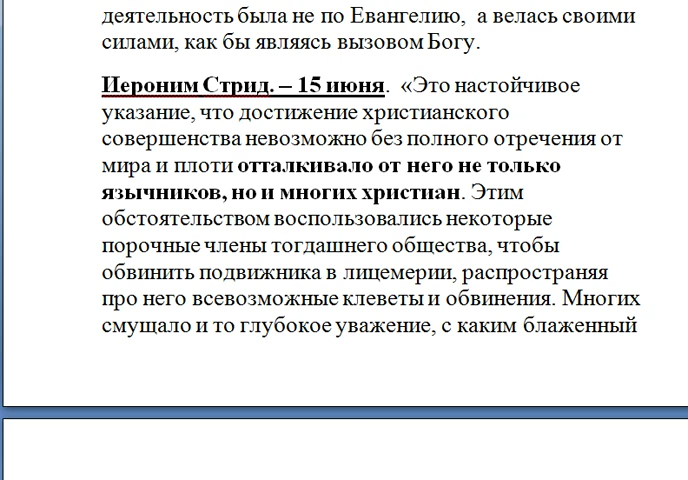 деятельность была не по Евангелию, а велась своими
силами, как бы являясь вызовом Богу.
Иероним Стрид. – 15 июня. «Это настойчивое
указание, что достижение христианского
совершенства невозможно без полного отречения от
мира и плоти отталкивало от него не только
язычников, но и многих христиан. Этим
обстоятельством воспользовались некоторые
порочные члены тогдашнего общества, чтобы
обвинить подвижника в лицемерии, распространяя
про него всевозможные клеветы и обвинения. Многих
смущало и то глубокое уважение, с каким блаженный